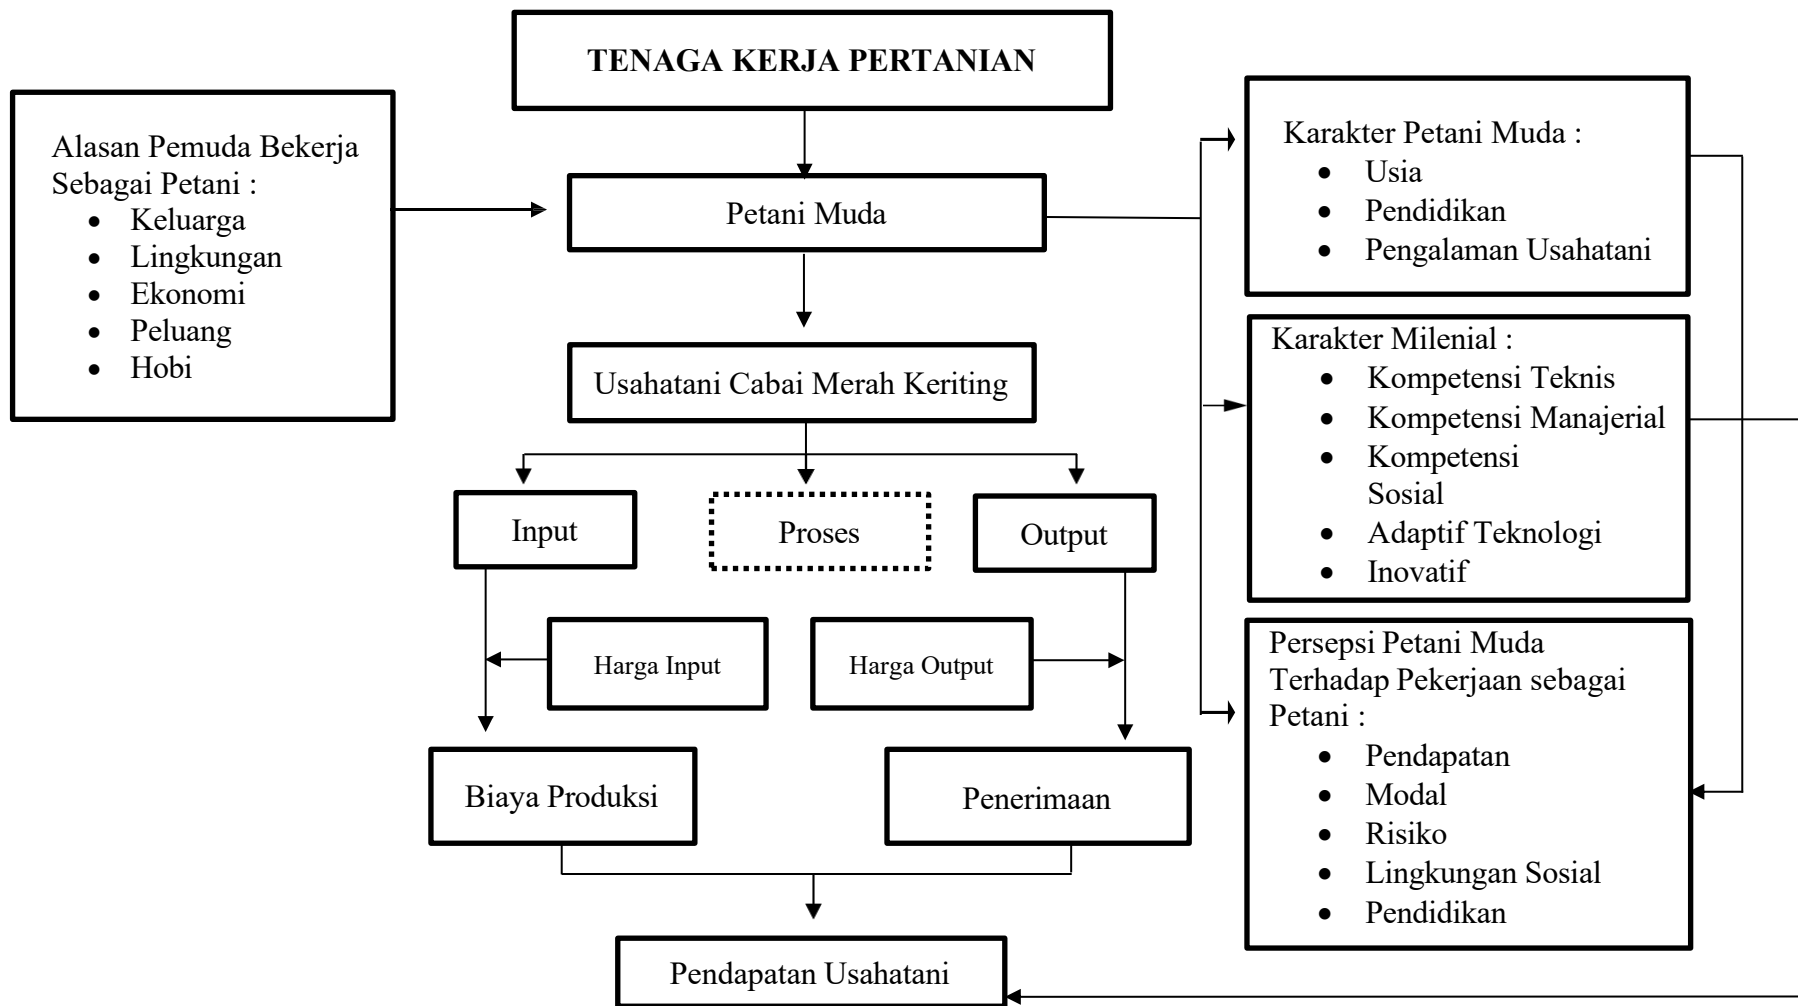 TENAGA KERJA PERTANIAN
Alasan Pemuda Bekerja
Sebagai Petani :
• Keluarga
• Lingkungan
• Ekonomi
• Peluang
• Hobi
Petani Muda
Usahatani Cabai Merah Keriting
Input
Proses
Output
Harga Input
Harga Output
Biaya Produksi
Penerimaan
Pendapatan Usahatani
Karakter Petani Muda :
• Usia
• Pendidikan
• Pengalaman Usahatani
Karakter Milenial :
• Kompetensi Teknis
• Kompetensi Manajerial
• Kompetensi
Sosial
• Adaptif Teknologi
• Inovatif
Persepsi Petani Muda
Terhadap Pekerjaan sebagai
Petani :
• Pendapatan
• Modal
• Risiko
• Lingkungan Sosial
• Pendidikan